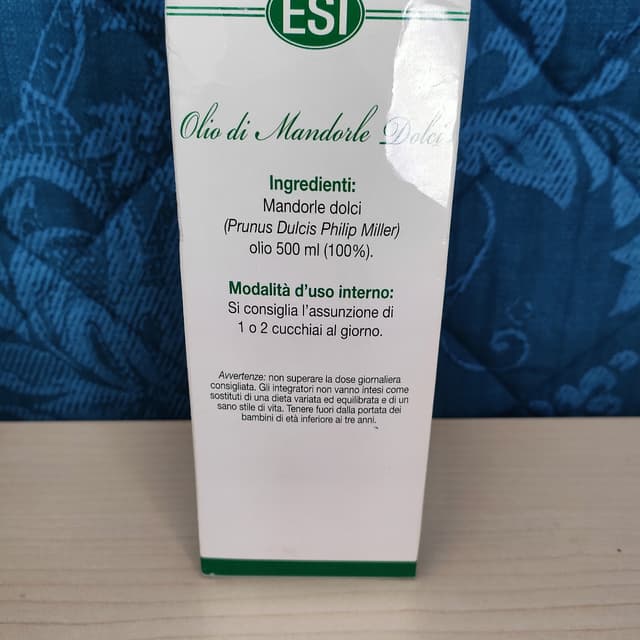 ESI
Olio di Mandorle Dolci
Ingredienti:
Mandorle dolci
(Prunus Dulcis Philip Miller)
olio 500 ml (100%).
Modalità d'uso interno:
Si consiglia l'assunzione di
1 o 2 cucchiai al giorno.
Avvertenze: non superare la dose giornaliera
consigliata. Gli integratori non vanno intesi come
sostituti di una dieta variata ed equilibrata e di un
sano stile di vita. Tenere fuori dalla portata dei
bambini di età inferiore ai tre anni.